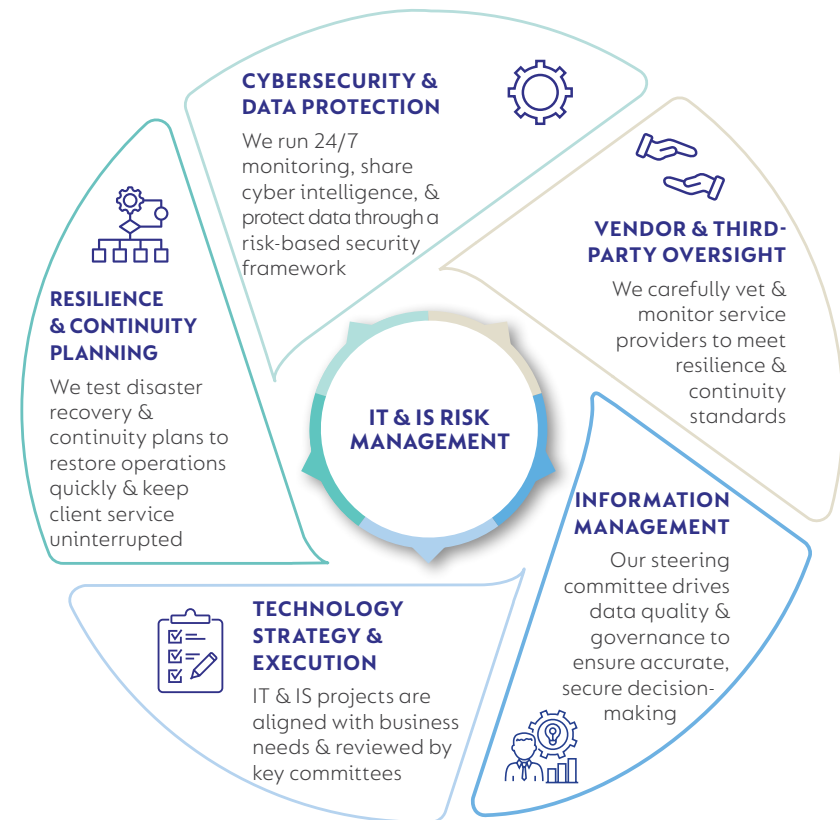 CYBERSECURITY &
DATA PROTECTION
We run 24/7
monitoring, share
cyber intelligence, &
protect data through a
risk-based security
framework
VENDOR & THIRD-
PARTY OVERSIGHT
We carefully vet &
monitor service
providers to meet
resilience &
continuity
standards
RESILIENCE
& CONTINUITY
PLANNING
We test disaster
recovery &
continuity plans to
restore operations
quickly & keep
client service
uninterrupted
IT & IS RISK
MANAGEMENT
INFORMATION
MANAGEMENT
Our steering
committee drives
data quality &
governance to
ensure accurate,
secure decision-
making
TECHNOLOGY
STRATEGY &
EXECUTION
IT & IS projects are
aligned with business
needs & reviewed by
key committees